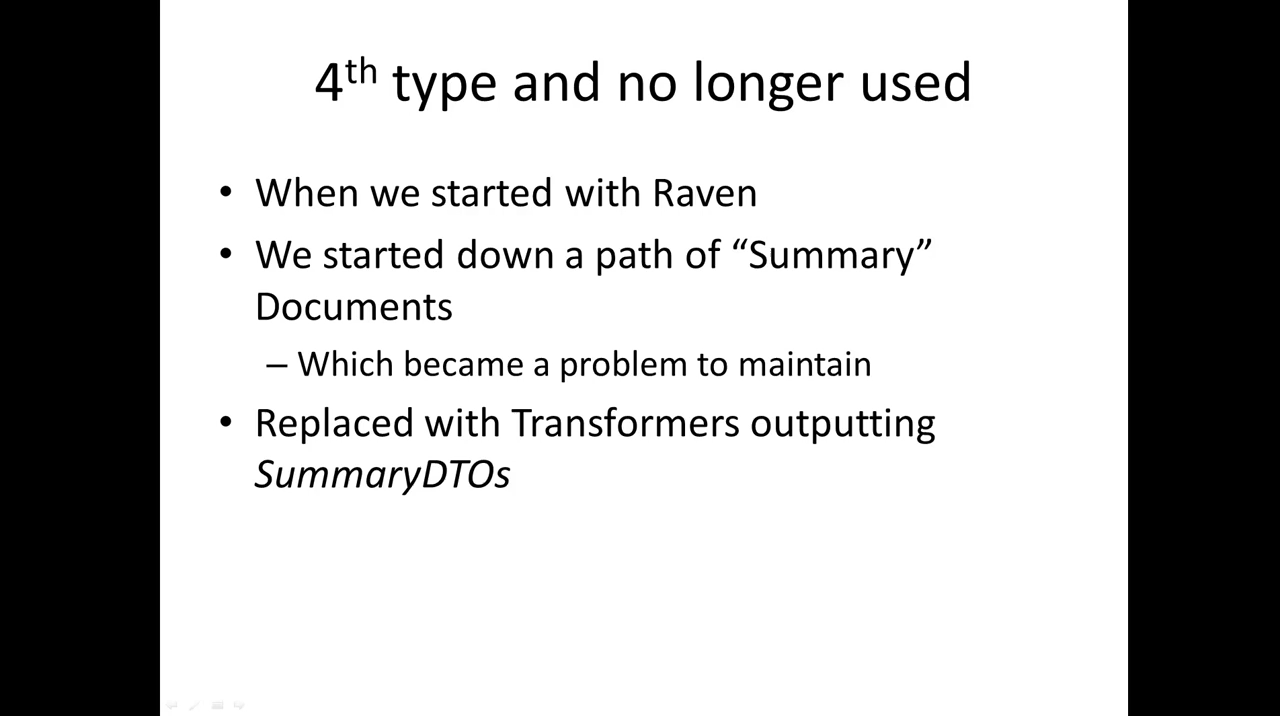 4th type and no longer used
• When we started with Raven
• We started down a path of “Summary”
Documents
– Which became a problem to maintain
• Replaced with Transformers outputting
SummaryDTOs